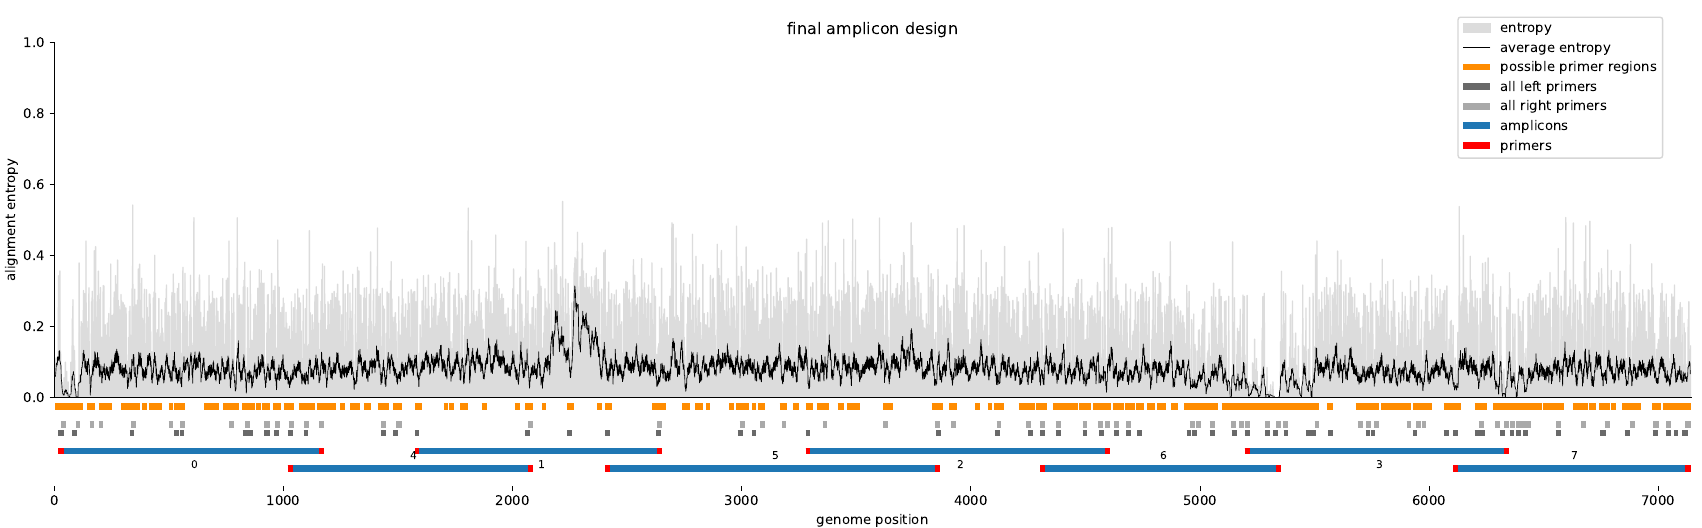 final amplicon design
entropy
average entropy
possible primer regions
all left primers
all right primers
amplicons
primers
alignment entropy
1.0
0.8
0.6
0.4
0.2
0.0
4 5 6 7
0 1 2 3
0 1000 2000 3000 4000 5000 6000 7000
genome position